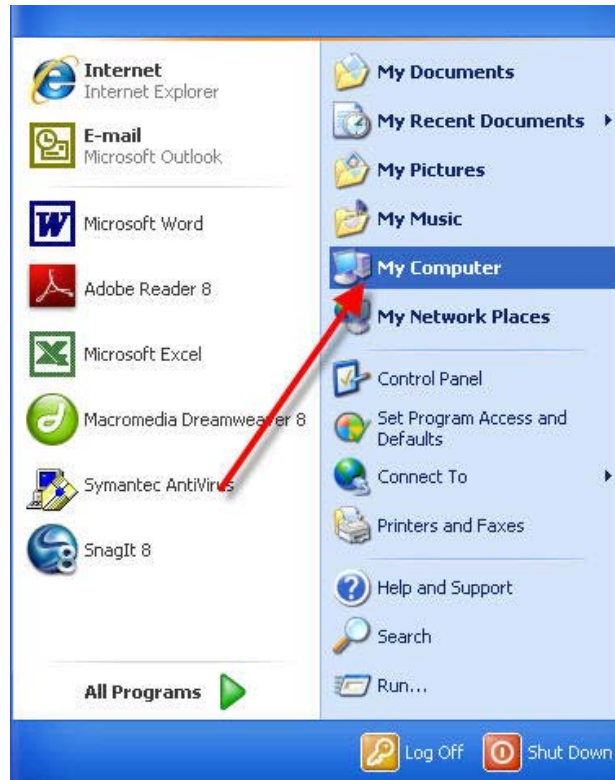 Internet
Internet Explorer
E-mail
Microsoft Outlook
Microsoft Word
Adobe Reader 8
Microsoft Excel
Macromedia Dreamweaver 8
Symantec AntiVirus
SnagIt 8
All Programs
My Documents
My Recent Documents
My Pictures
My Music
My Computer
My Network Places
Control Panel
Set Program Access and
Defaults
Connect To
Printers and Faxes
Help and Support
Search
Run...
Log Off
Shut Down